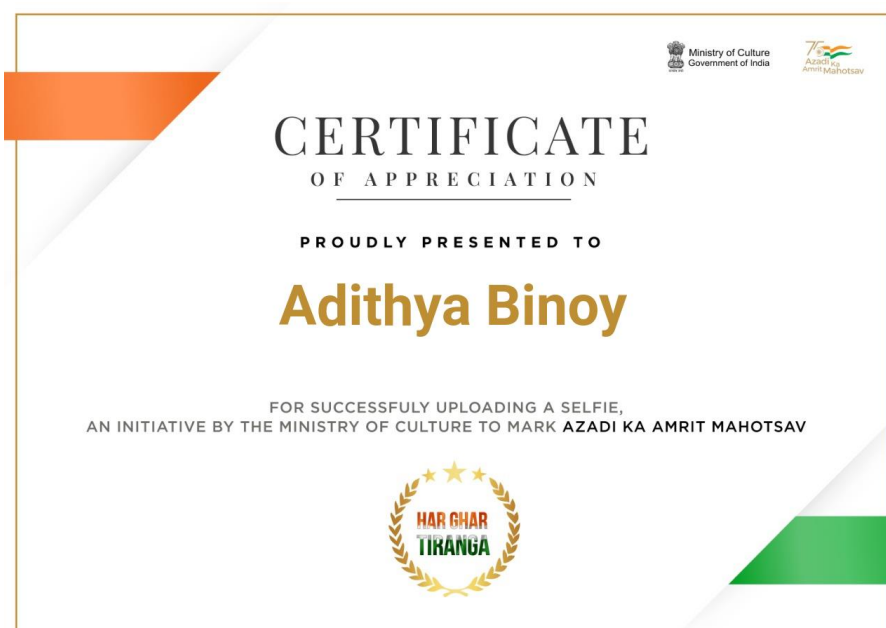 Ministry of Culture
Government of India
75
Azadi Ka
Amrit Mahotsav
CERTIFICATE
OF APPRECIATION
PROUDLY PRESENTED TO
Adithya Binoy
FOR SUCCESSFULY UPLOADING A SELFIE,
AN INITIATIVE BY THE MINISTRY OF CULTURE TO MARK AZADI KA AMRIT MAHOTSAV
HAR GHAR
TIRANGA